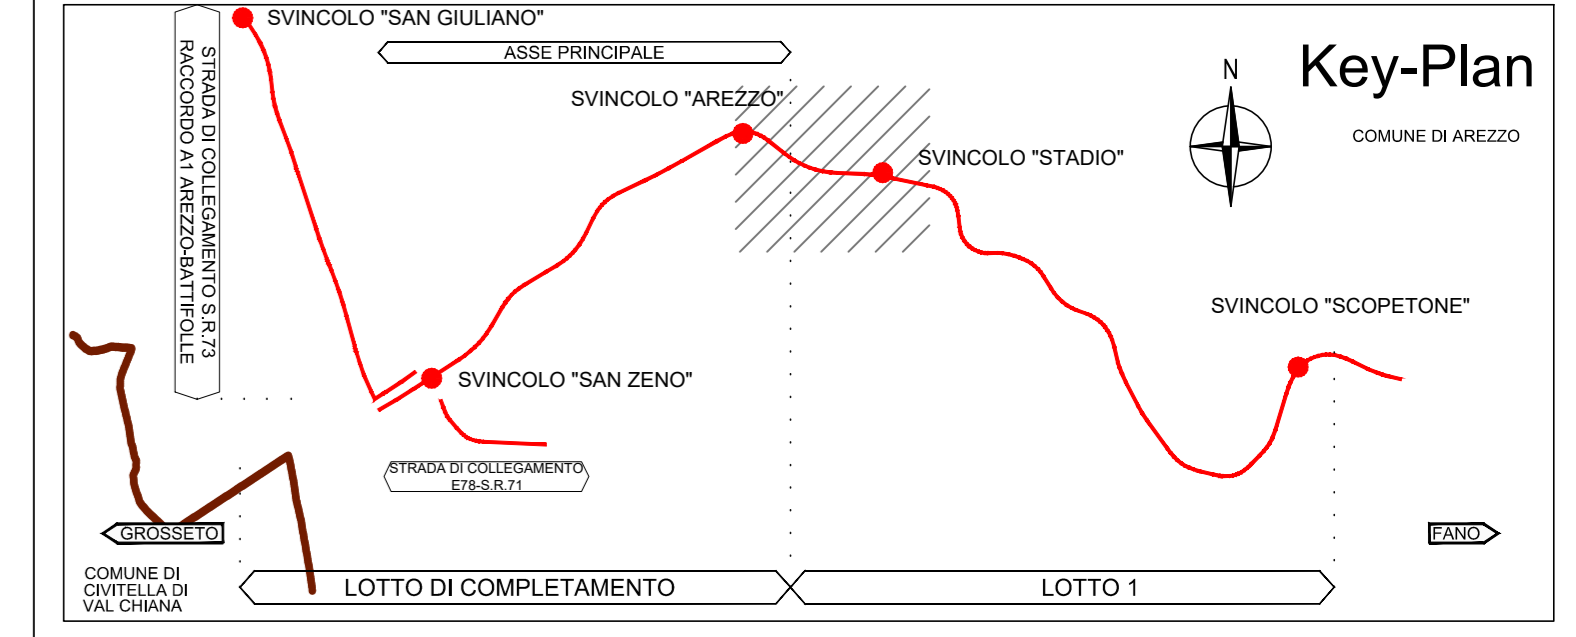 SVINCOLO "SAN GIULIANO"
STRADA DI COLLEGAMENTO S.R.73
RACCORDO A1 AREZZO-BATTIFOLLE
ASSE PRINCIPALE
Key-Plan
N
SVINCOLO "AREZZO"
COMUNE DI AREZZO
SVINCOLO "STADIO"
SVINCOLO "SCOPETONE"
SVINCOLO "SAN ZENO"
STRADA DI COLLEGAMENTO
E78-S.R.71
GROSSETO
FANO
COMUNE DI
CIVITELLA DI
VAL CHIANA
LOTTO DI COMPLETAMENTO
LOTTO 1